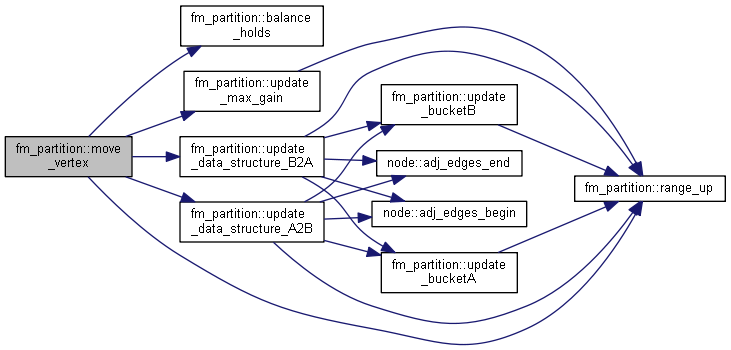 fm_partition::move
_vertex
fm_partition::balance
_holds
fm_partition::update
_max_gain
fm_partition::update
_data_structure_B2A
fm_partition::update
_data_structure_A2B
fm_partition::update
_bucketB
node::adj_edges_end
node::adj_edges_begin
fm_partition::update
_bucketA
fm_partition::range_up